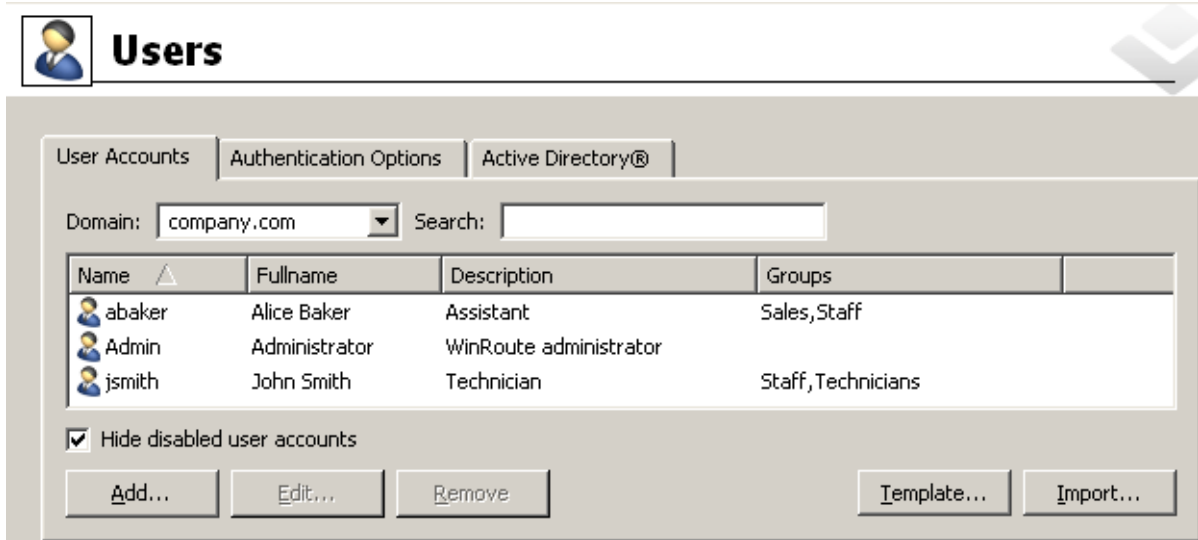 Users
User Accounts Authentication Options Active Directory®
Domain: company.com Search:
Name Fullname Description Groups
abaker Alice Baker Assistant Sales,Staff
Admin Administrator WinRoute administrator
jsmith John Smith Technician Staff,Technicians
Hide disabled user accounts
Add... Edit... Remove Template... Import...